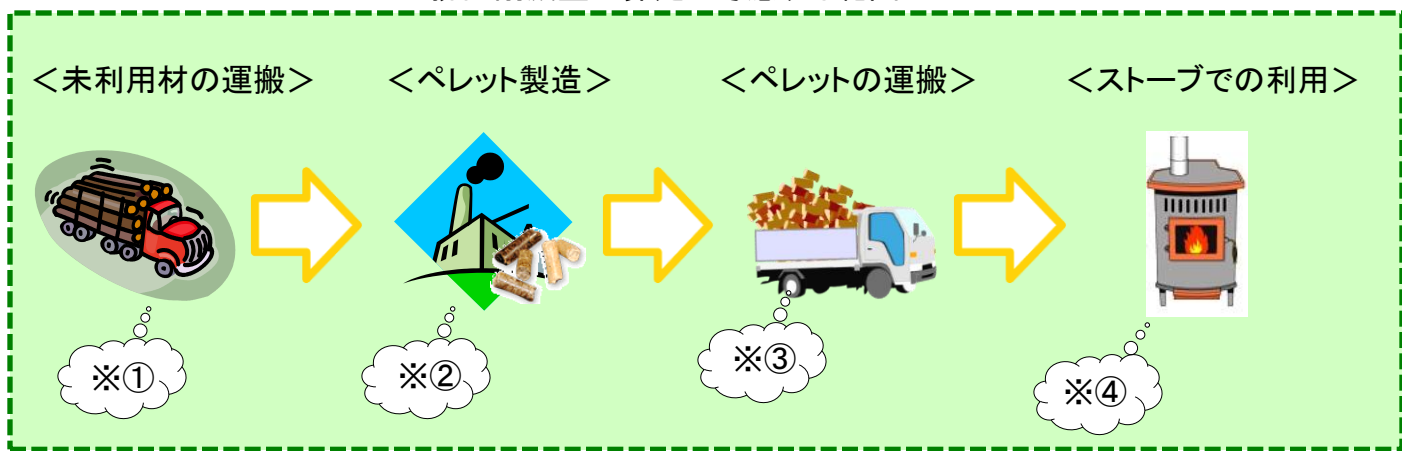 ＜未利用材の運搬＞
＜ペレット製造＞
＜ペレットの運搬＞
＜ストーブでの利用＞
※①
※②
※③
※④